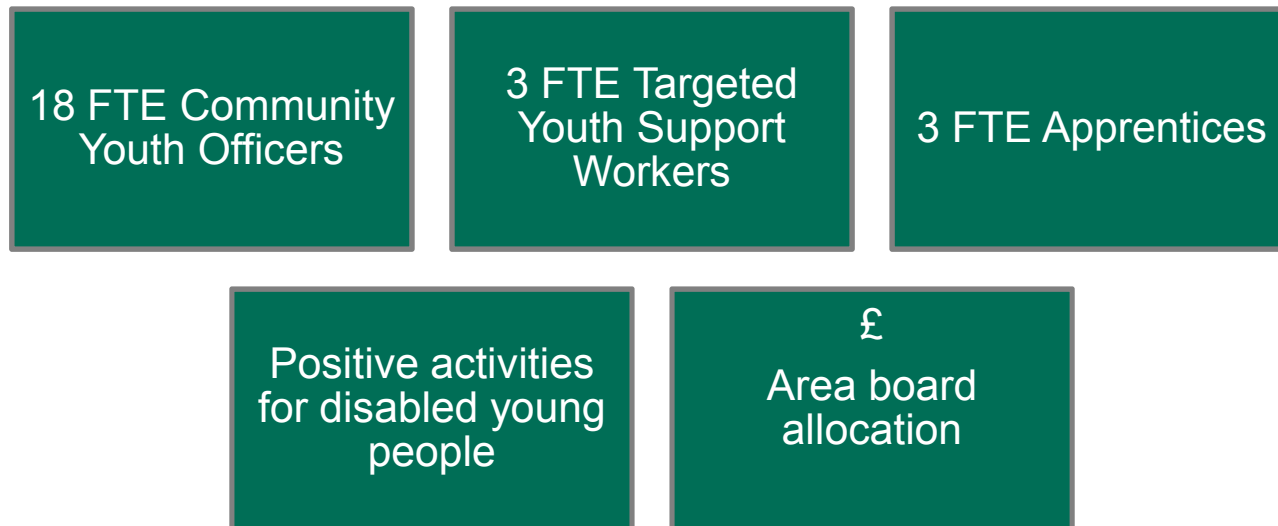 18 FTE Community
Youth Officers
3 FTE Targeted
Youth Support
Workers
3 FTE Apprentices
Positive activities
for disabled young
people
£
Area board
allocation